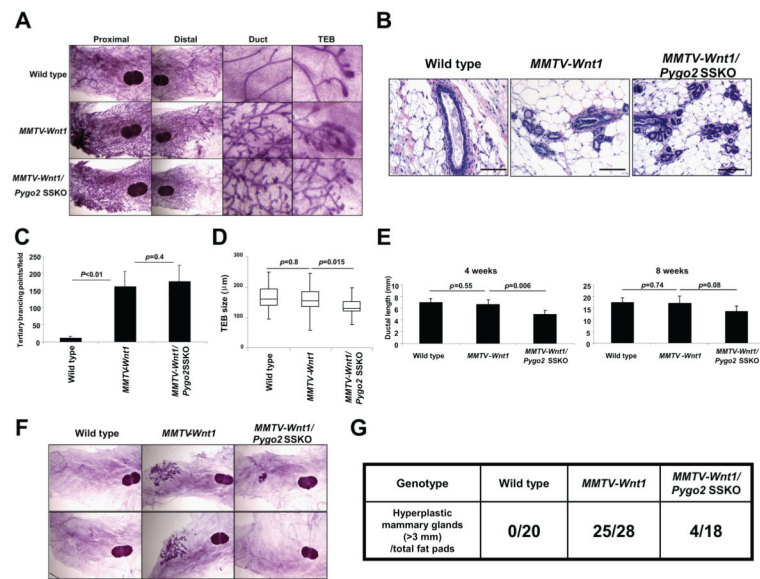 A
Proximal Distal Duct TEB
Wild type
MMTV-Wnt1
MMTV-Wnt1/
Pygo2 SSKO
B
Wild type
MMTV-Wnt1
MMTV-Wnt1/
Pygo2 SSKO
C
Tertiary brancing points/field
250
200
150
100
50
0
P<0.01
p=0.4
Wild type
MMTV-Wnt1
MMTV-Wnt1/
Pygo2SSKO
D
TEB size (μm)
300
200
100
0
p=0.8
p=0.015
Wild type
MMTV-Wnt1
MMTV-Wnt1/
Pygo2 SSKO
E
4 weeks
Ductal length (mm)
12
10
8
6
4
2
0
p=0.55
p=0.006
Wild type
MMTV-Wnt1
MMTV-Wnt1/
Pygo2 SSKO
8 weeks
25
20
15
10
5
0
p=0.74
p=0.08
Wild type
MMTV-Wnt1
MMTV-Wnt1/
Pygo2 SSKO
F
Wild type
MMTV-Wnt1
MMTV-Wnt1/
Pygo2 SSKO
G
Genotype Wild type MMTV-Wnt1 MMTV-Wnt1/
Pygo2 SSKO
Hyperplastic
mammary glands
(>3 mm)
/total fat pads
0/20 25/28 4/18